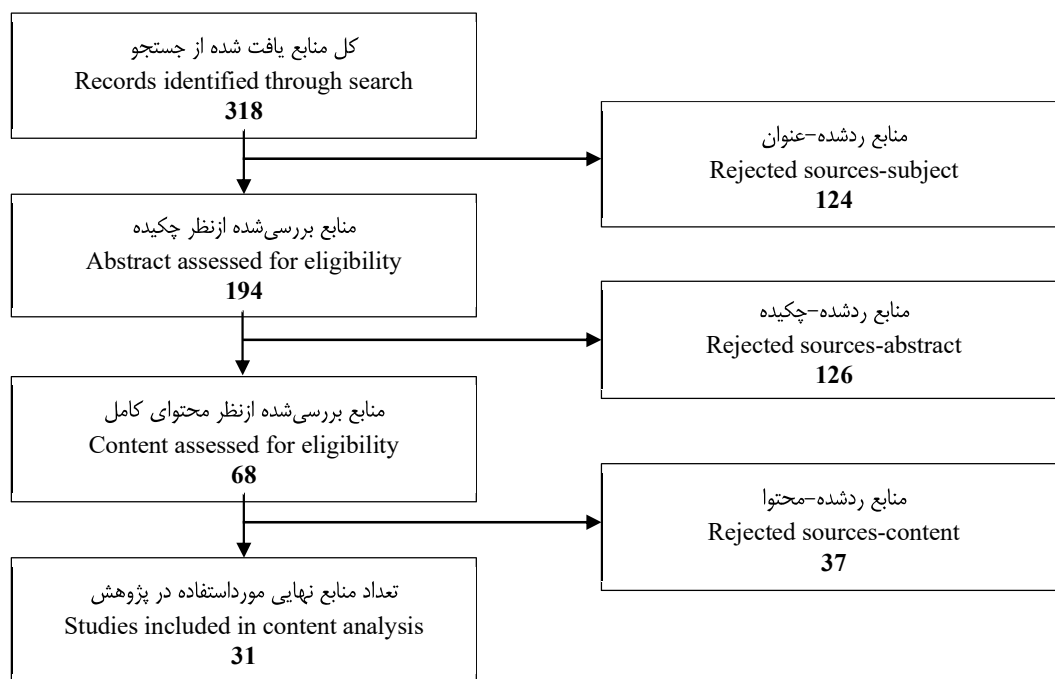 کل منابع یافت شده از جستجو
Records identified through search
318
منابع ردشده-عنوان
Rejected sources-subject
124
منابع بررسی‌شده ازنظر چکیده
Abstract assessed for eligibility
194
منابع ردشده-چکیده
Rejected sources-abstract
126
منابع بررسی‌شده ازنظر محتوای کامل
Content assessed for eligibility
68
منابع ردشده-محتوا
Rejected sources-content
37
تعداد منابع نهایی مورداستفاده در پژوهش
Studies included in content analysis
31